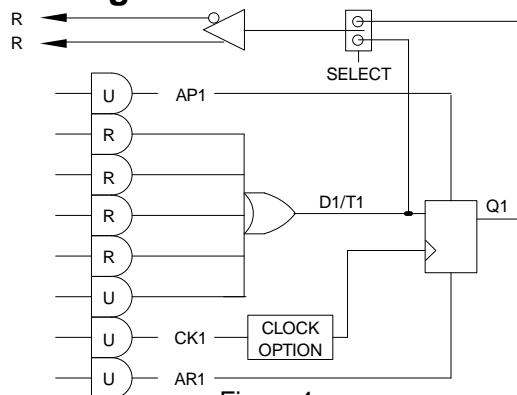 R
R
SELECT
U AP1
R
R
R D1/T1 Q1
R
U
U CK1 CLOCK OPTION
U AR1